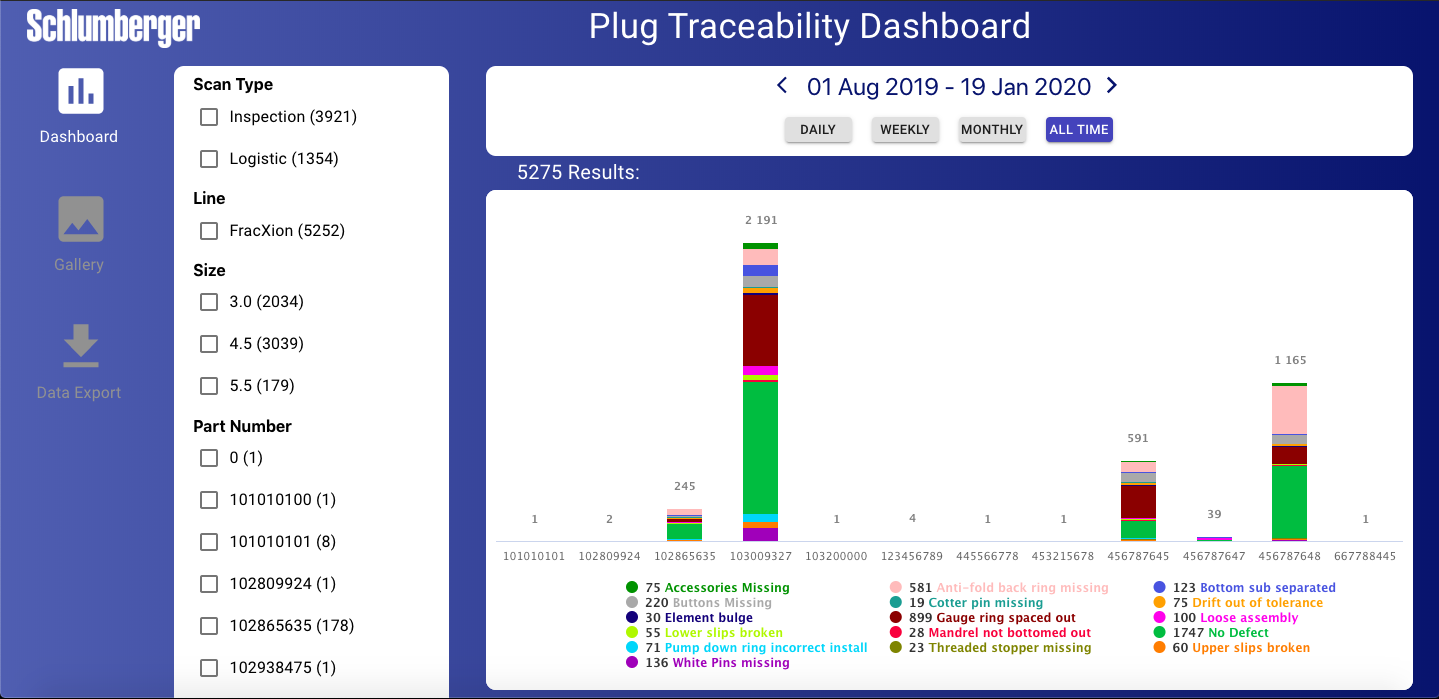 Schlumberger
Plug Traceability Dashboard
Dashboard
Gallery
Data Export
Scan Type
Inspection (3921)
Logistic (1354)
Line
FracXion (5252)
Size
3.0 (2034)
4.5 (3039)
5.5 (179)
Part Number
0 (1)
101010100 (1)
101010101 (8)
102809924 (1)
102865635 (178)
102938475 (1)
01 Aug 2019 - 19 Jan 2020
DAILY WEEKLY MONTHLY ALL TIME
5275 Results:
2 191
1 165
591
245
1 2 1 4 1 1 39 1
101010101 102809924 102865635 103009327 103200000 123456789 445566778 453215678 456787645 456787647 456787648 667788445
75 Accessories Missing 581 Anti-fold back ring missing 123 Bottom sub separated
220 Buttons Missing 19 Cotter pin missing 75 Drift out of tolerance
30 Element bulge 899 Gauge ring spaced out 100 Loose assembly
55 Lower slips broken 28 Mandrel not bottomed out 1747 No Defect
71 Pump down ring incorrect install 23 Threaded stopper missing 60 Upper slips broken
136 White Pins missing